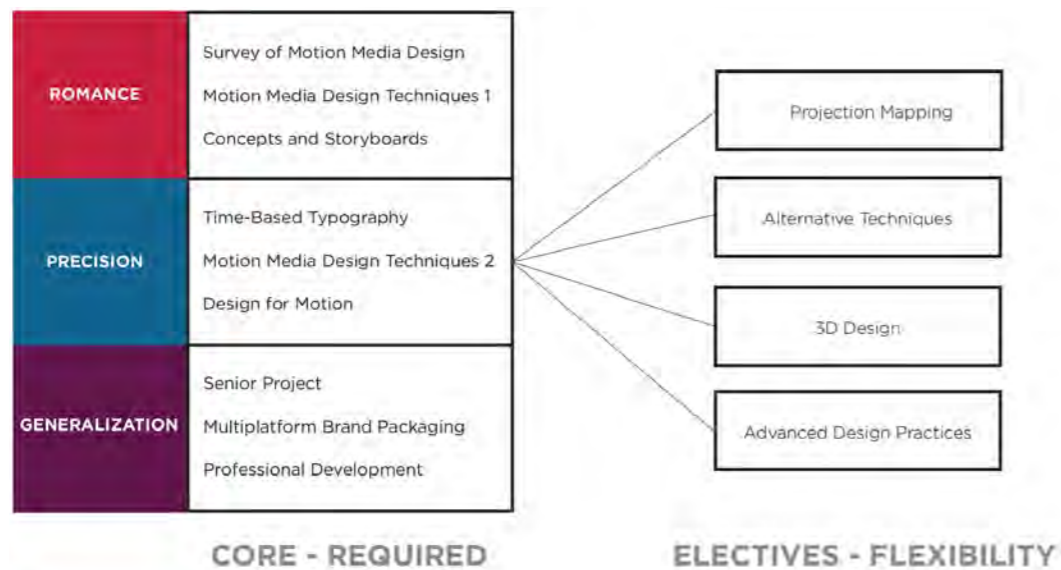 ROMANCE
Survey of Motion Media Design
Motion Media Design Techniques 1
Concepts and Storyboards
PRECISION
Time-Based Typography
Motion Media Design Techniques 2
Design for Motion
GENERALIZATION
Senior Project
Multiplatform Brand Packaging
Professional Development
CORE - REQUIRED
Projection Mapping
Alternative Techniques
3D Design
Advanced Design Practices
ELECTIVES - FLEXIBILITY